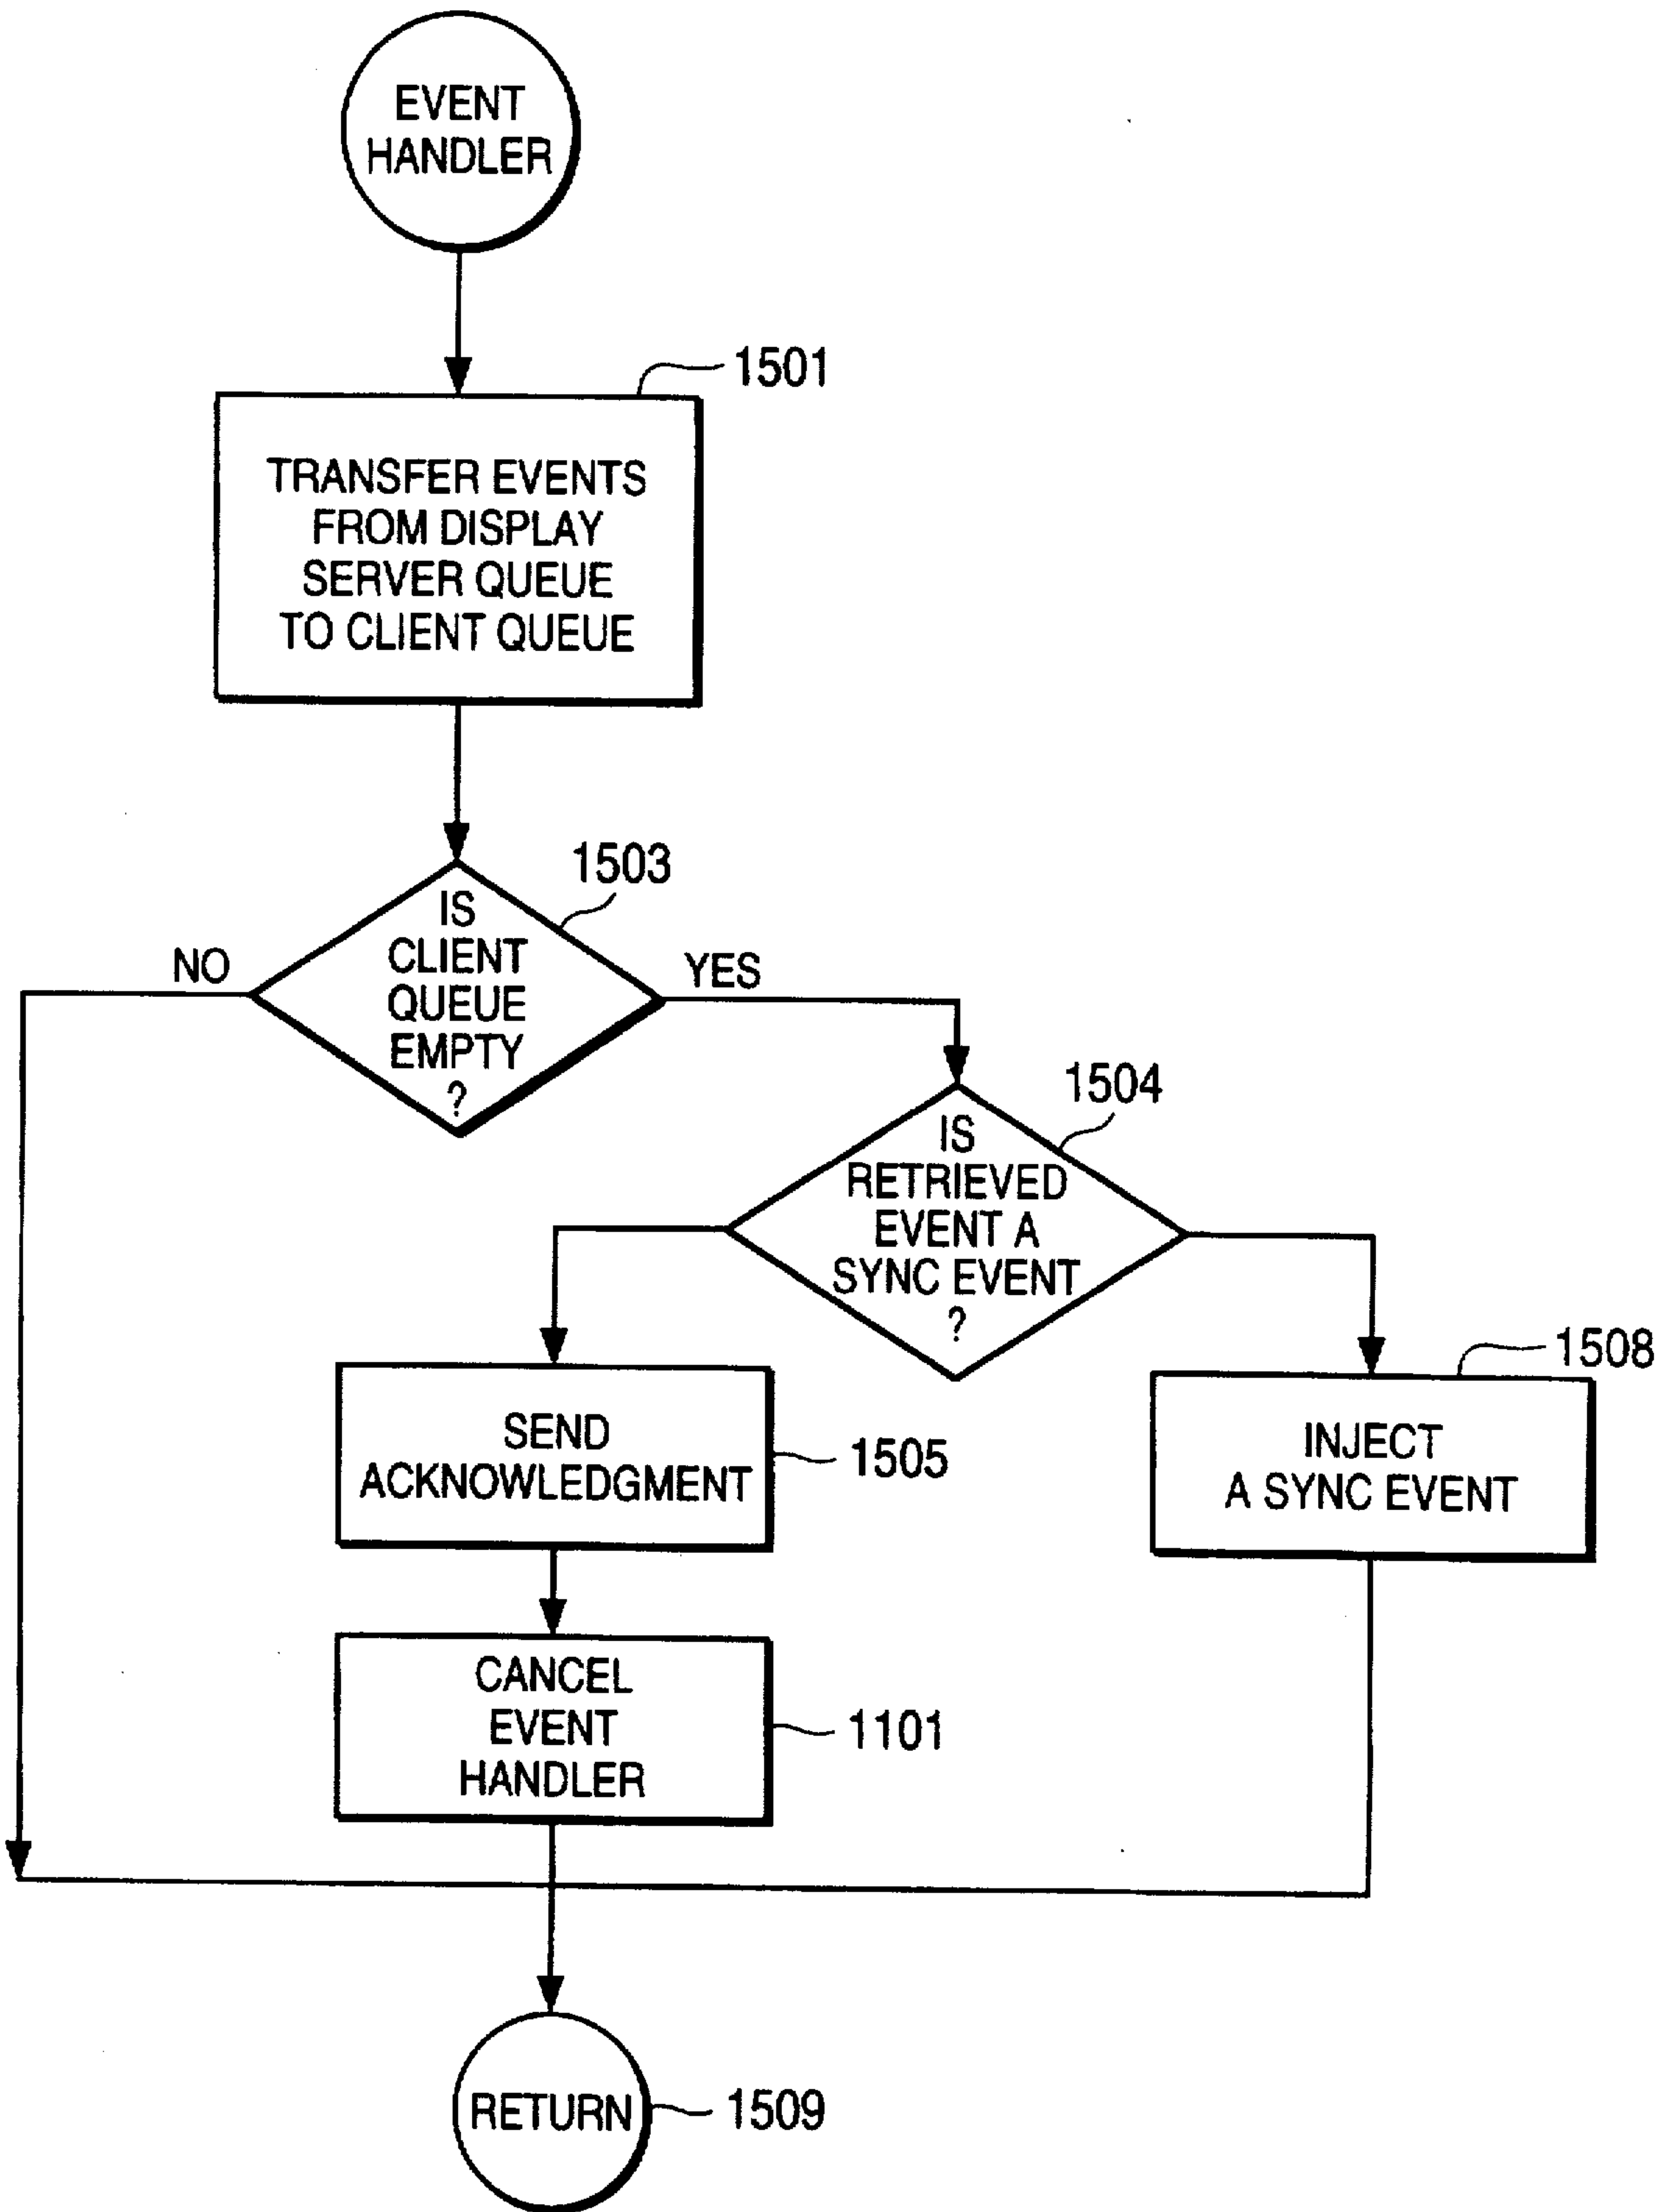 EVENT
HANDLER
1501
TRANSFER EVENTS
FROM DISPLAY
SERVER QUEUE
TO CLIENT QUEUE
1503
IS
CLIENT
QUEUE
EMPTY
?
NO
YES
1504
IS
RETRIEVED
EVENT A
SYNC EVENT
?
SEND
ACKNOWLEDGMENT
1505
1508
INJECT
A SYNC EVENT
CANCEL
EVENT
HANDLER
1101
RETURN
1509